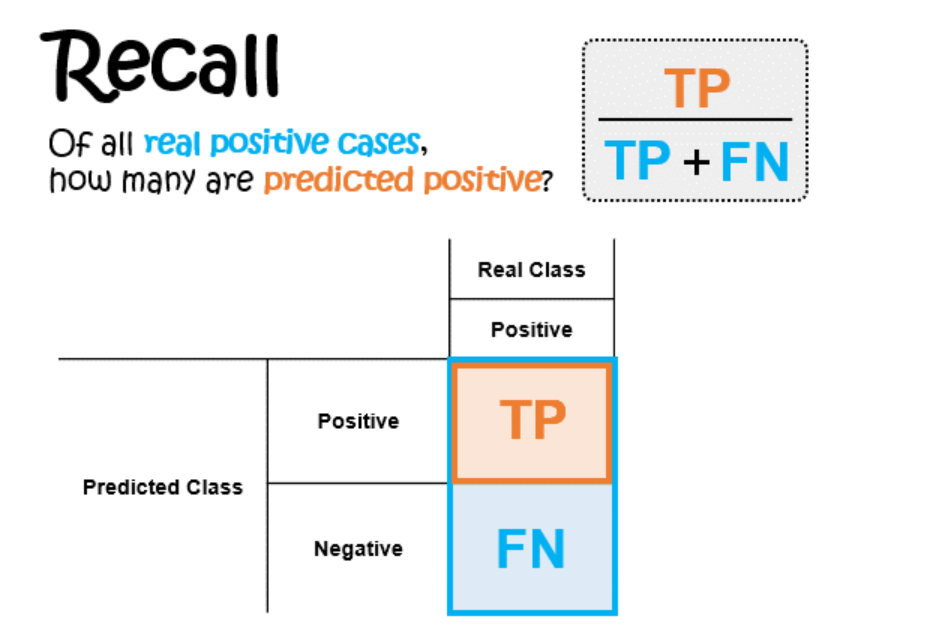 Recall
Of all real positive cases,
how many are predicted positive?
TP
TP + FN
Real Class
Positive
Positive
TP
Predicted Class
Negative
FN